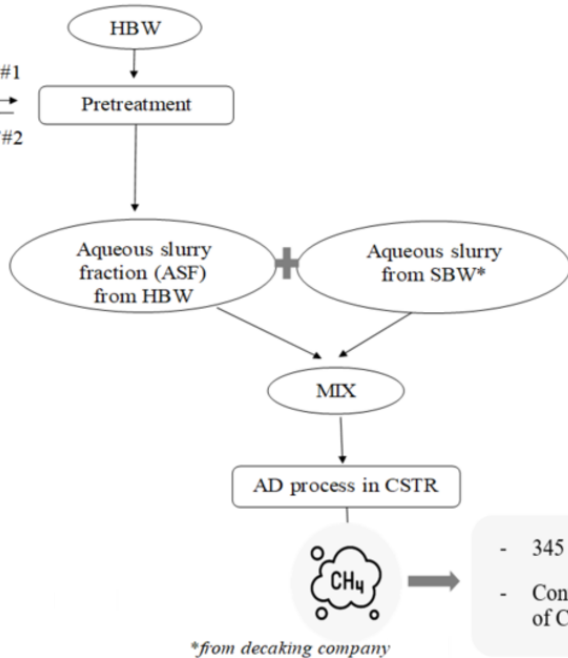 HBW
#1
Pretreatment
#2
Aqueous slurry
fraction (ASF)
from HBW
Aqueous slurry
from SBW*
MIX
AD process in CSTR
CH4
- 345
- Con
of C
*from decaking company